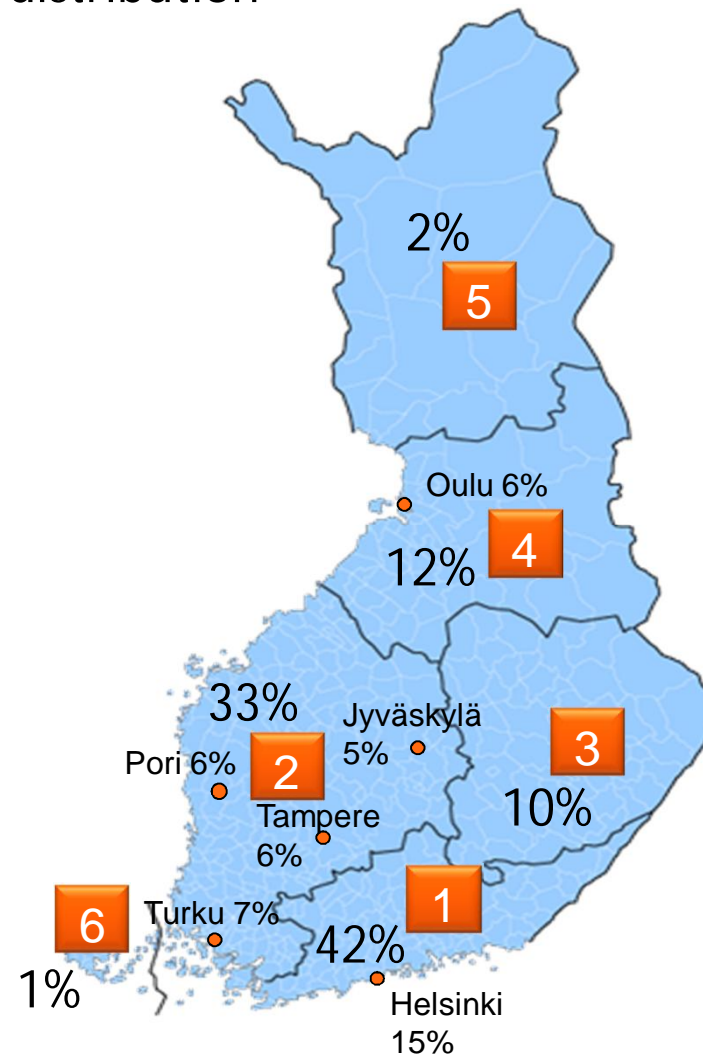 2%
5
Oulu 6%
4
12%
33%
Jyväskylä
5%
3
Pori 6%
2
10%
Tampere
6%
1
6
Turku 7%
42%
1%
Helsinki
15%